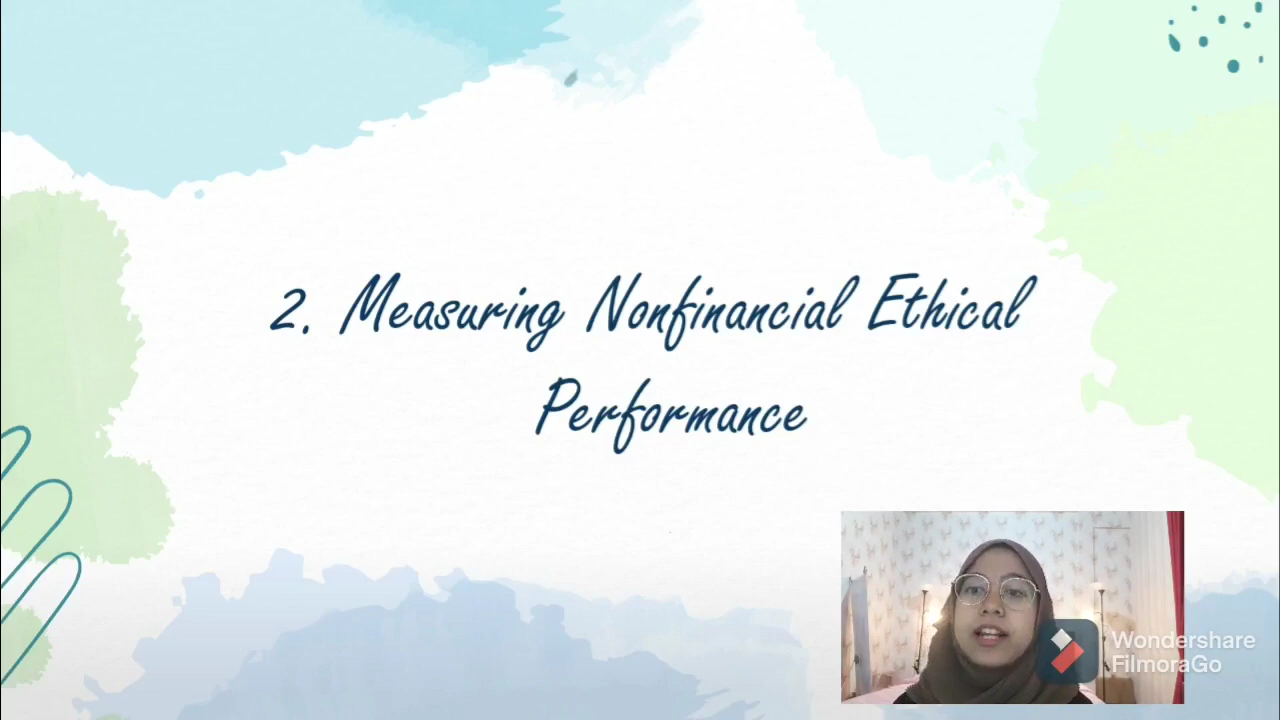 2. Measuring Nonfinancial Ethical
Performance
Wondershare
FilmoraGo